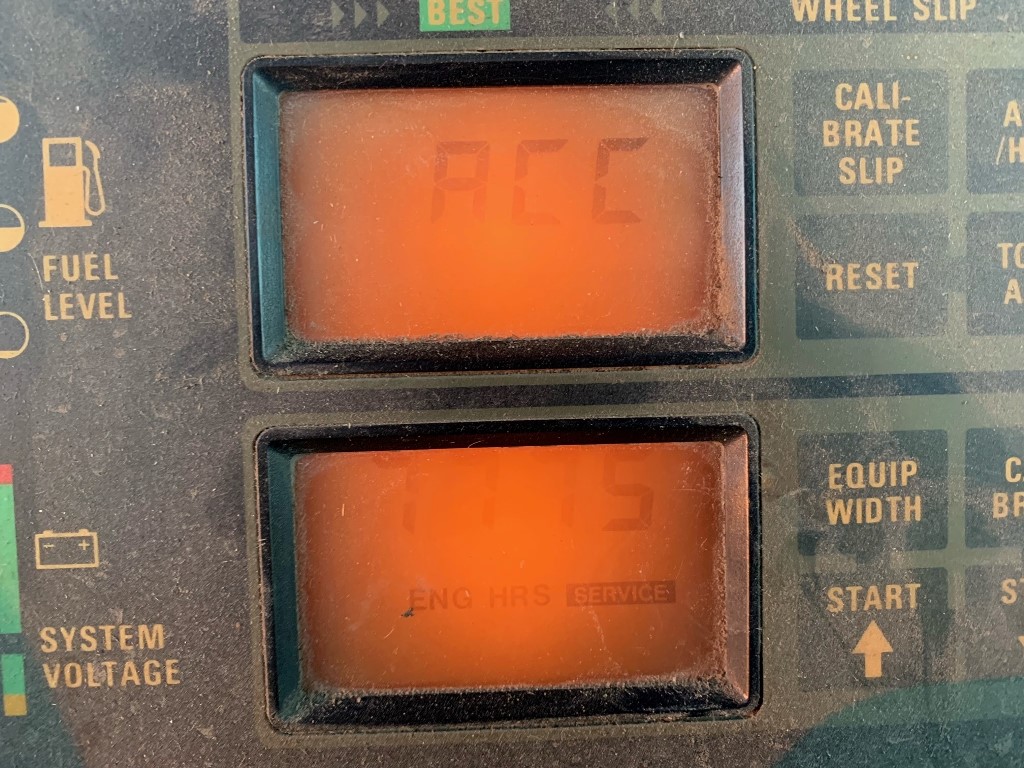 BEST
WHEEL SLIP
ACC
CALI-
BRATE
SLIP
FUEL
LEVEL
RESET
EQUIP
WIDTH
ENG HRS SERVICE
START
SYSTEM
VOLTAGE